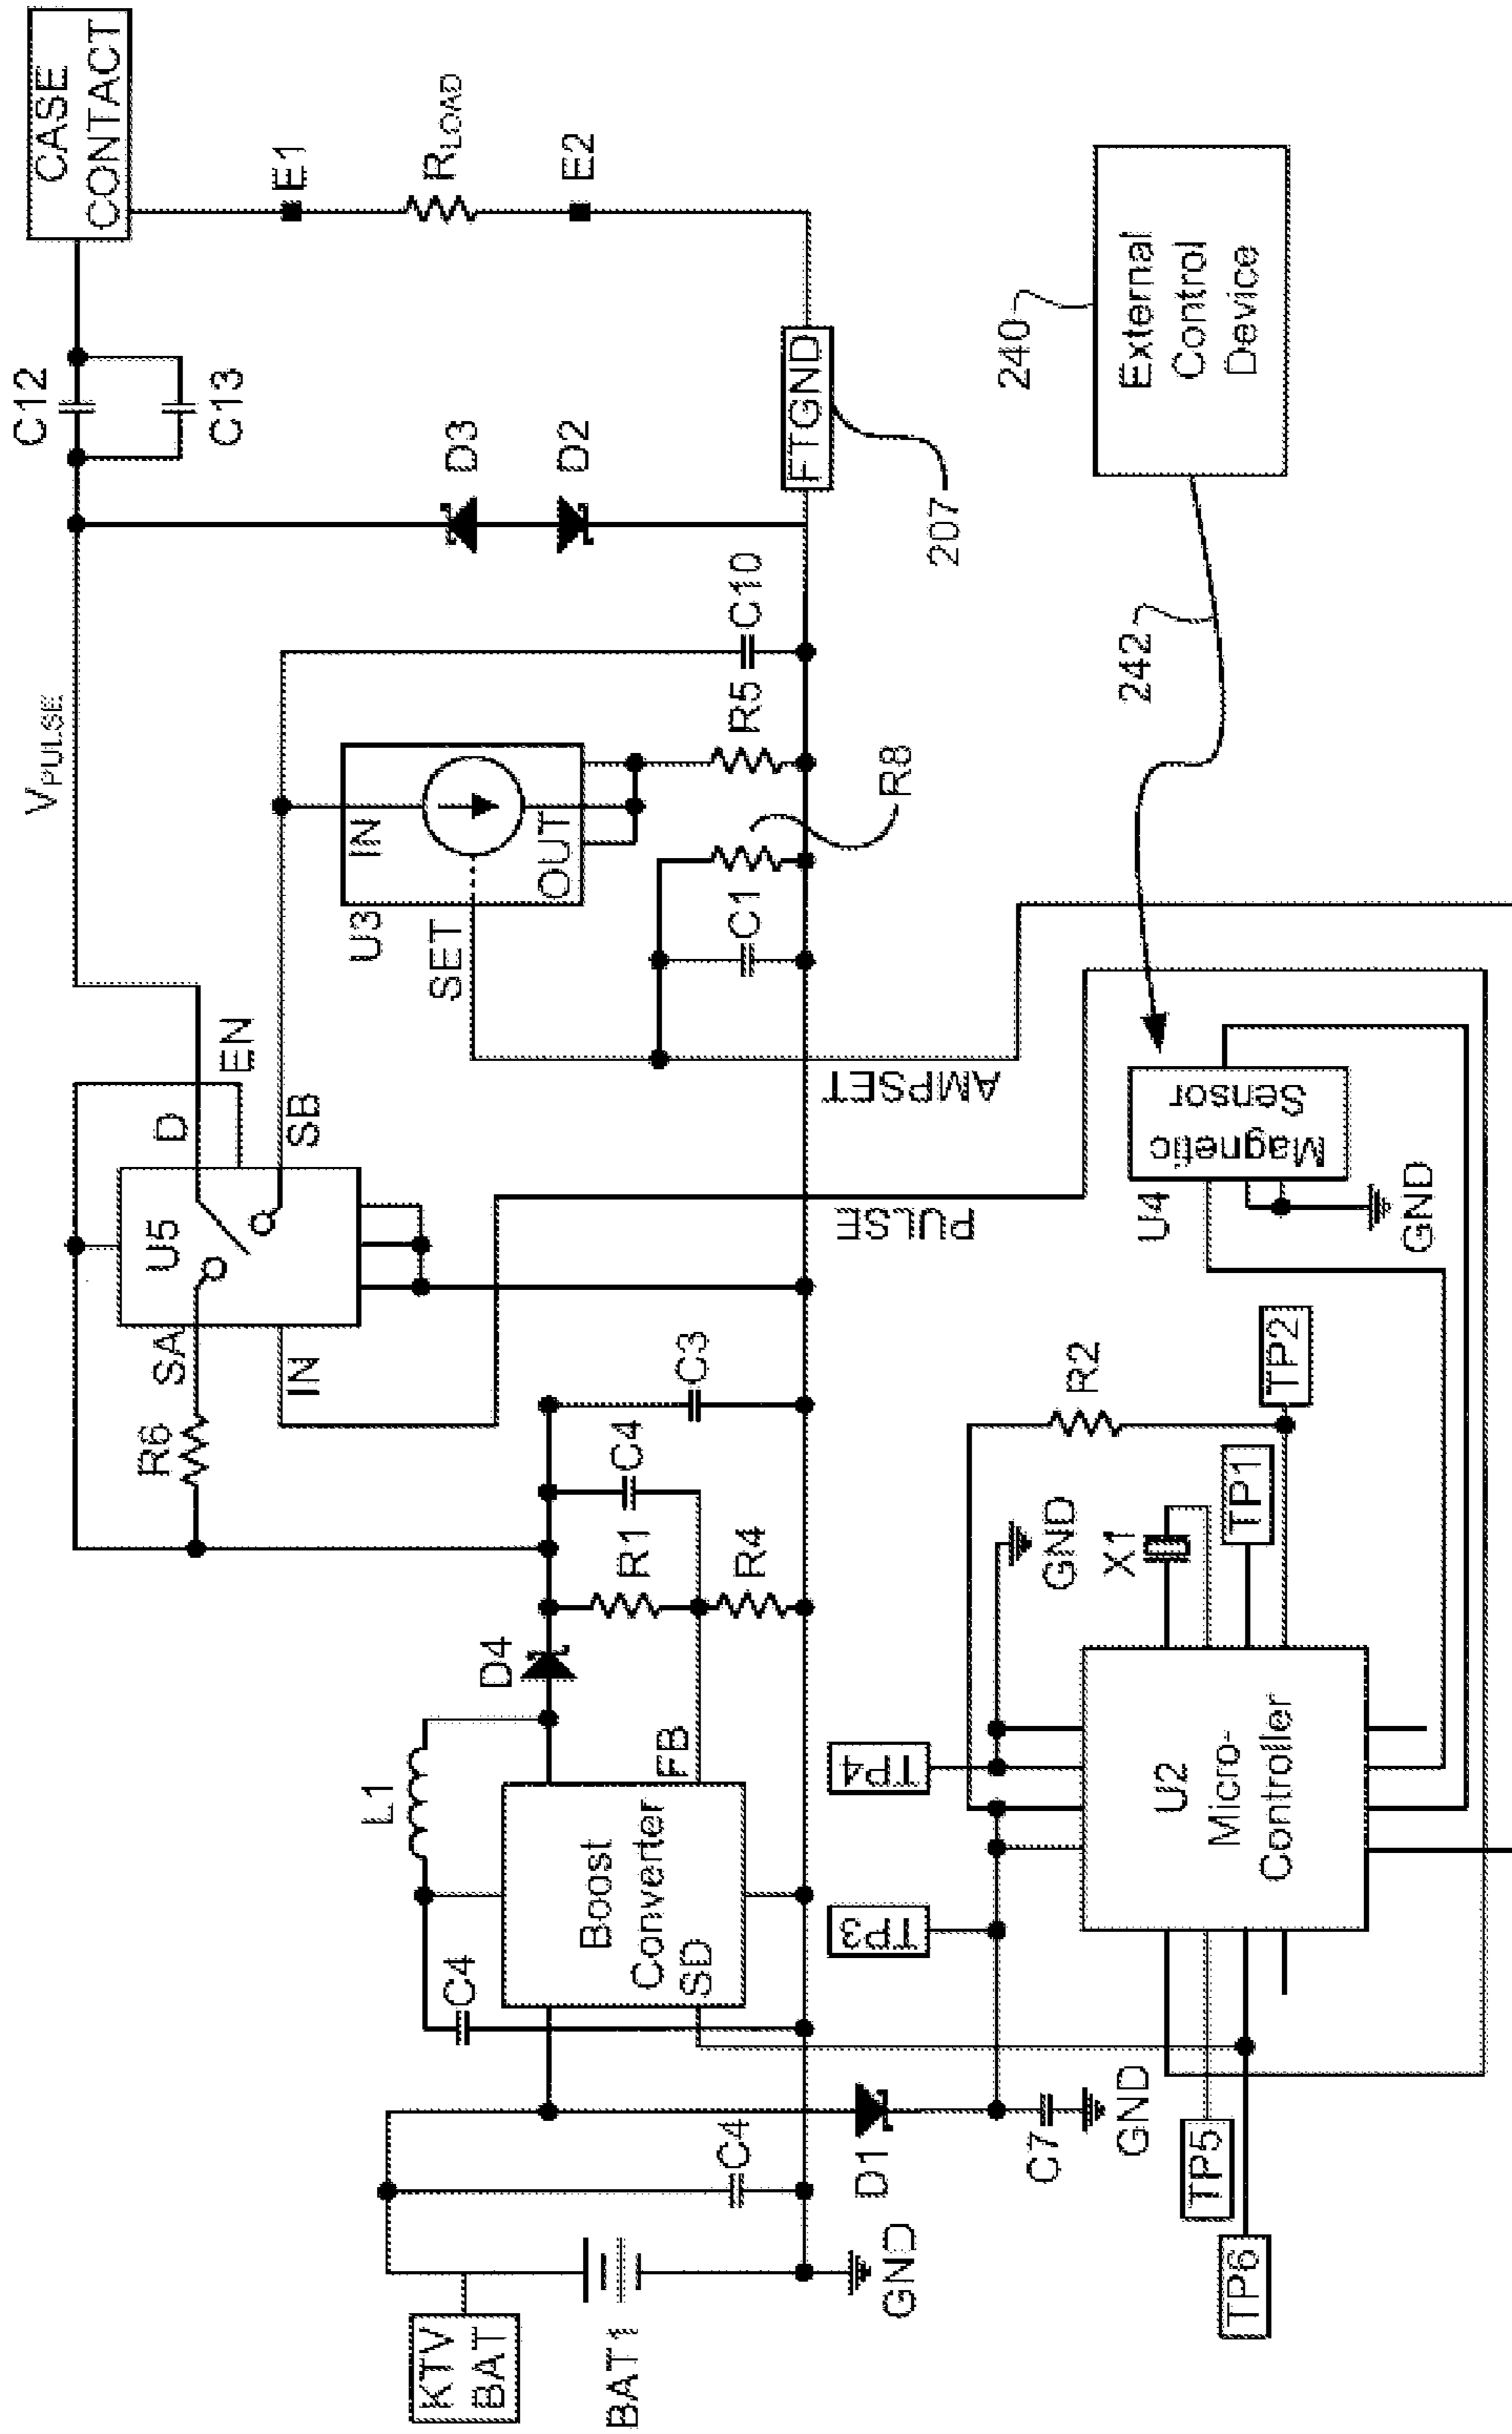 KTV
BAT
BAT1
GND
C4
C4
L1
Boost
Converter
SD
FB
D4
R1
R4
C4
C3
R6
SA
IN
U5
D
EN
SB
VPULSE
C12
C13
CASE
CONTACT
E1
RLOAD
E2
D3
D2
FTGND
207
U3
IN
OUT
SET
C10
R5
R8
C1
AMPSET
PULSE
D1
C7
GND
TP3
TP4
GND
R2
X1
TP1
TP2
U2
Micro-
Controller
TP5
TP6
U4
Magnetic
Sensor
GND
242
240
External
Control
Device